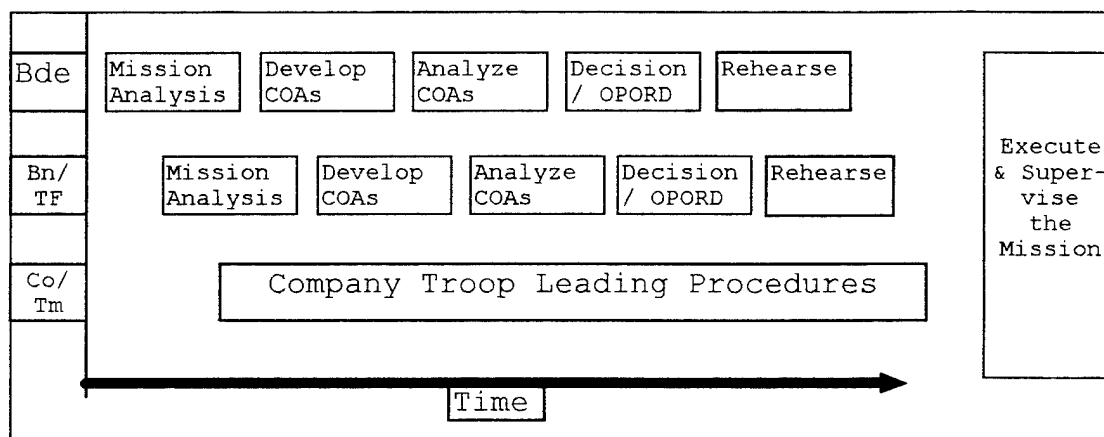 Bde
Mission
Analysis
Develop
COAs
Analyze
COAs
Decision
/ OPORD
Rehearse
Bn/
TF
Mission
Analysis
Develop
COAs
Analyze
COAs
Decision
/ OPORD
Rehearse
Co/
Tm
Company Troop Leading Procedures
Execute
& Super-
vise
the
Mission
Time